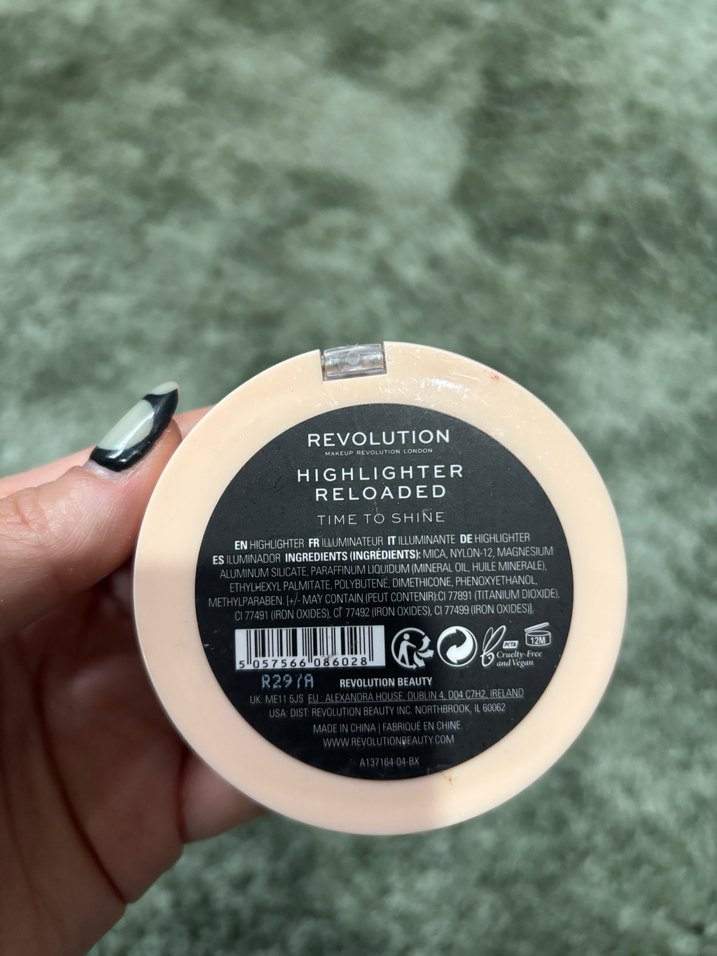 REVOLUTION
MAKEUP REVOLUTION LONDON
HIGHLIGHTER
RELOADED
TIME TO SHINE
EN HIGHLIGHTER FR ILLUMINATEUR IT ILLUMINANTE DE HIGHLIGHTER
ES ILUMINADOR INGREDIENTS (INGRÉDIENTS): MICA, NYLON-12, MAGNESIUM
ALUMINUM SILICATE, PARAFFINUM LIQUIDUM (MINERAL OIL, HUILE MINERALE),
ETHYLHEXYL PALMITATE, POLYBUTENE, DIMETHICONE, PHENOXYETHANOL,
METHYLPARABEN. [+/- MAY CONTAIN (PEUT CONTENIR):CI 77891 (TITANIUM DIOXIDE),
CI 77491 (IRON OXIDES), CI 77492 (IRON OXIDES), CI 77499 (IRON OXIDES)].
5 057566 086028
PETA
Cruelty-Free
and Vegan
12M
R297A
REVOLUTION BEAUTY
UK: ME11 5JS EU : ALEXANDRA HOUSE, DUBLIN 4, D04 C7H2, IRELAND
USA: DIST. REVOLUTION BEAUTY INC. NORTHBROOK, IL 60062
MADE IN CHINA | FABRIQUÉ EN CHINE.
WWW.REVOLUTIONBEAUTY.COM
A137164-04-BX